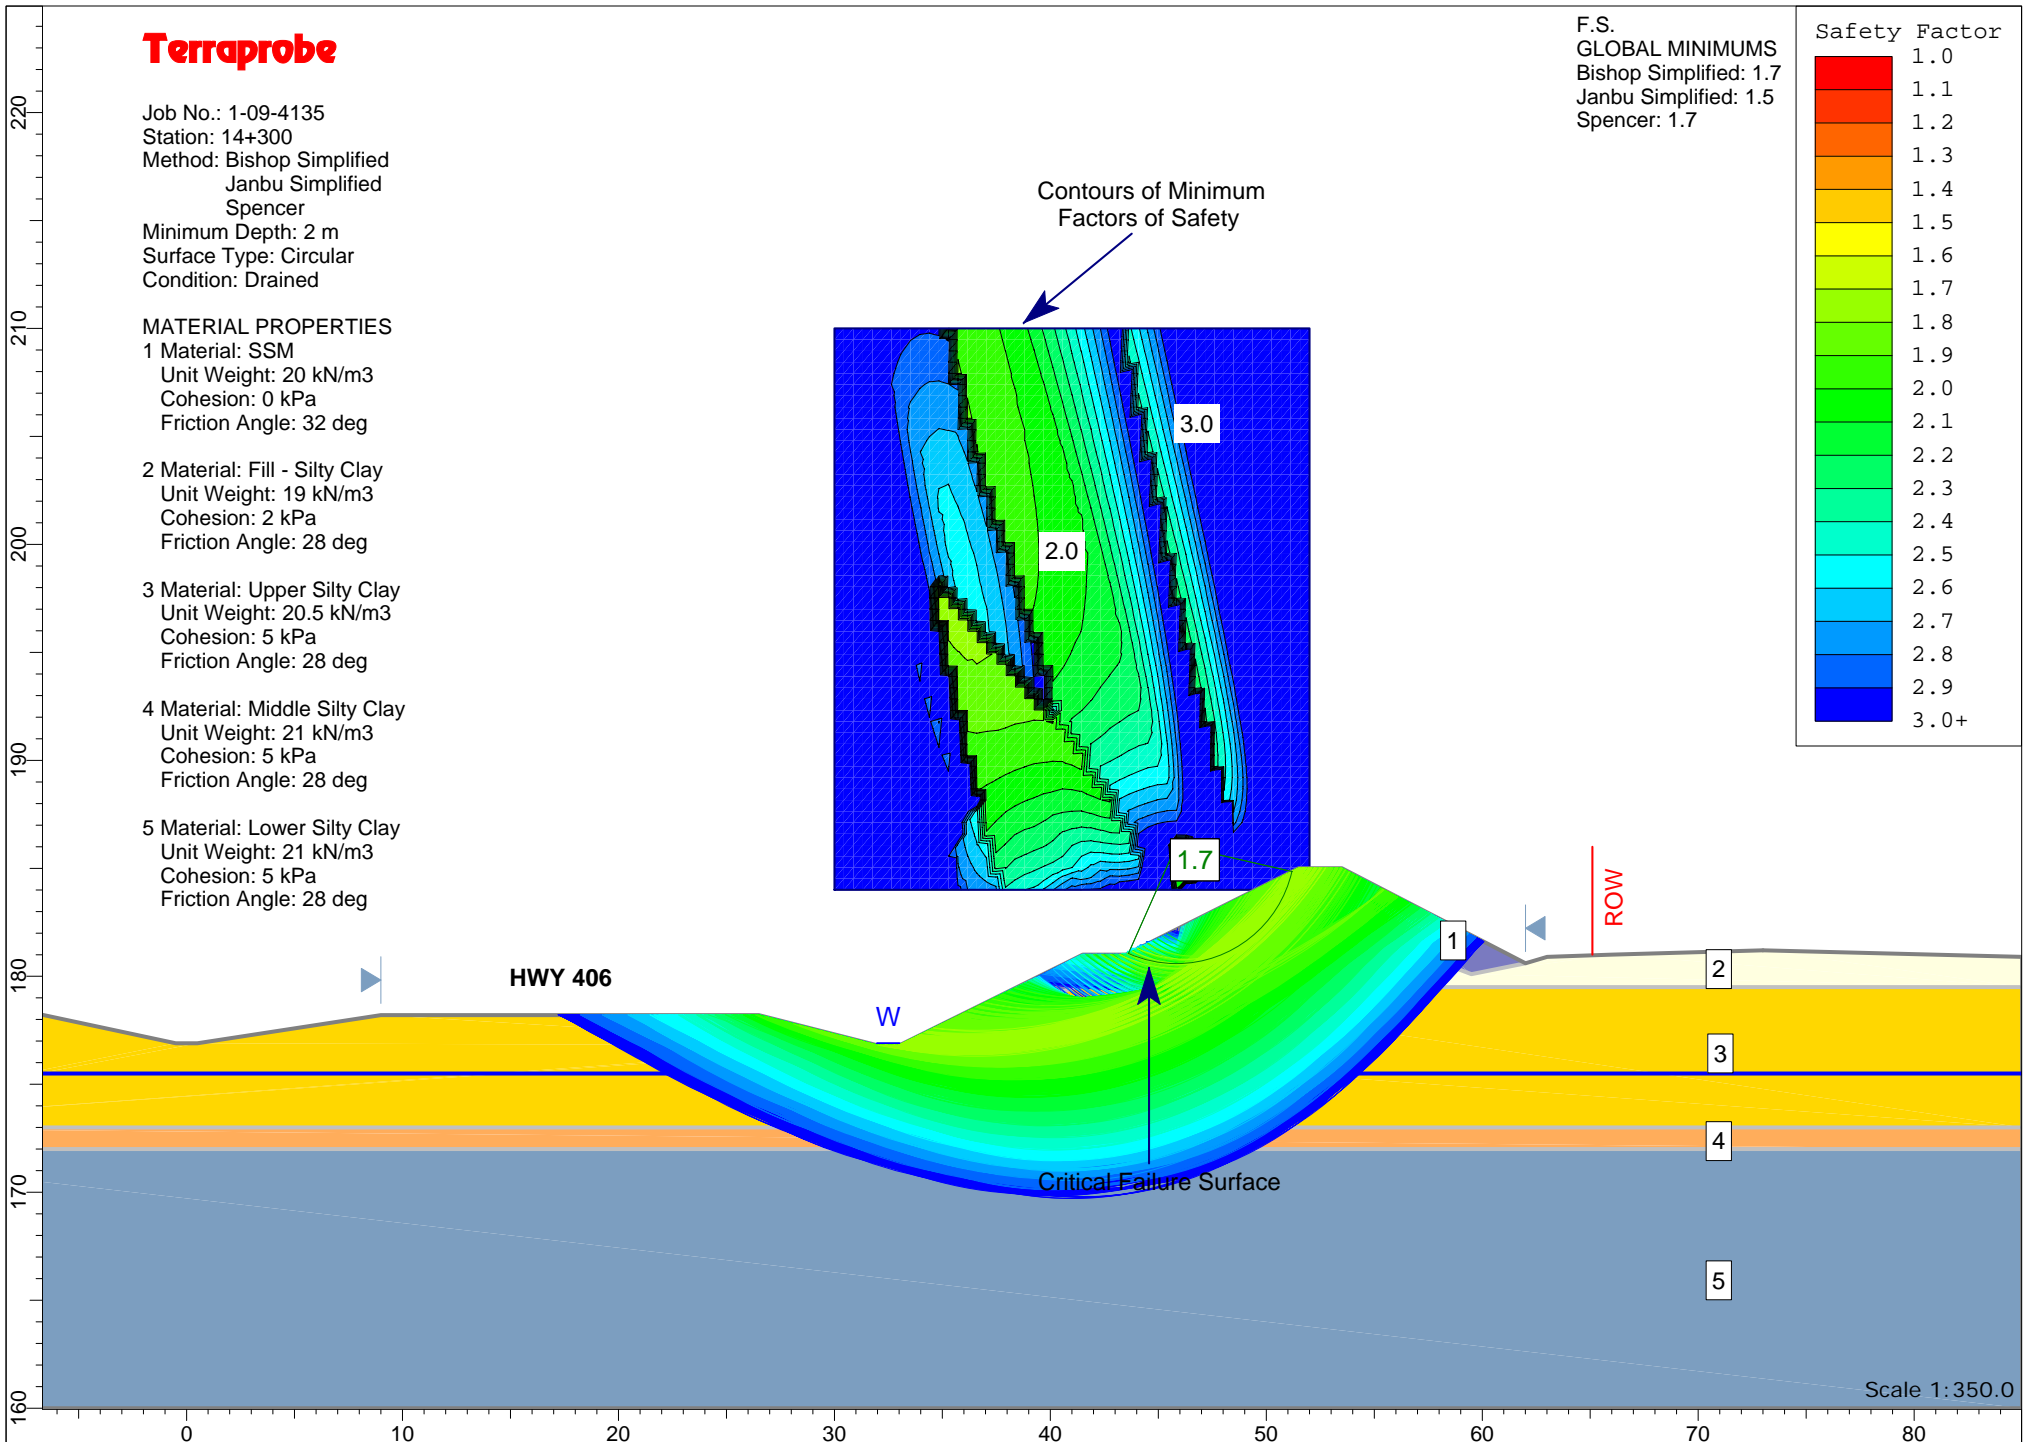 Terraprobe
Job No.: 1-09-4135
Station: 14+300
Method: Bishop Simplified
Janbu Simplified
Spencer
Minimum Depth: 2 m
Surface Type: Circular
Condition: Drained
MATERIAL PROPERTIES
1 Material: SSM
Unit Weight: 20 kN/m3
Cohesion: 0 kPa
Friction Angle: 32 deg
2 Material: Fill - Silty Clay
Unit Weight: 19 kN/m3
Cohesion: 2 kPa
Friction Angle: 28 deg
3 Material: Upper Silty Clay
Unit Weight: 20.5 kN/m3
Cohesion: 5 kPa
Friction Angle: 28 deg
4 Material: Middle Silty Clay
Unit Weight: 21 kN/m3
Cohesion: 5 kPa
Friction Angle: 28 deg
5 Material: Lower Silty Clay
Unit Weight: 21 kN/m3
Cohesion: 5 kPa
Friction Angle: 28 deg
F.S.
GLOBAL MINIMUMS
Bishop Simplified: 1.7
Janbu Simplified: 1.5
Spencer: 1.7
Safety Factor
1.0
1.1
1.2
1.3
1.4
1.5
1.6
1.7
1.8
1.9
2.0
2.1
2.2
2.3
2.4
2.5
2.6
2.7
2.8
2.9
3.0+
Contours of Minimum
Factors of Safety
3.0
2.0
1.7
HWY 406
W
ROW
1
2
3
4
5
Critical Failure Surface
Scale 1:350.0
220
210
200
190
180
170
160
0
10
20
30
40
50
60
70
80